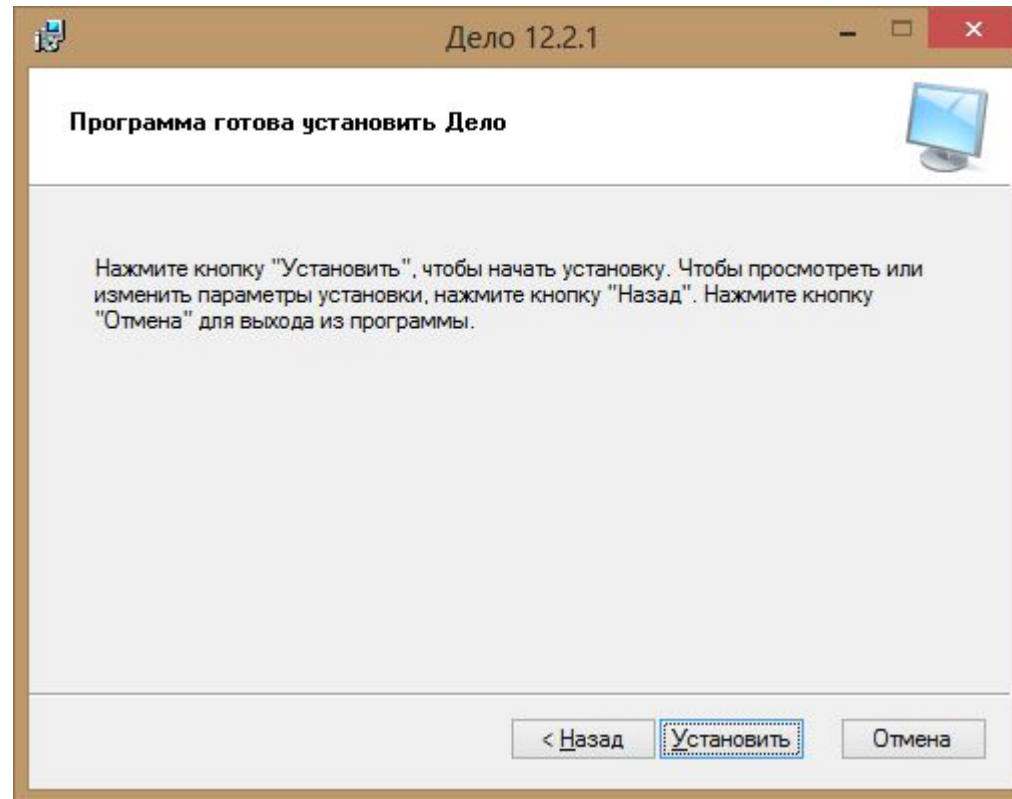 Дело 12.2.1
Программа готова установить Дело
Нажмите кнопку "Установить", чтобы начать установку. Чтобы просмотреть или
изменить параметры установки, нажмите кнопку "Назад". Нажмите кнопку
"Отмена" для выхода из программы.
< Назад Установить Отмена